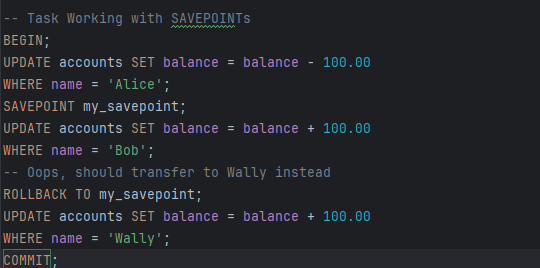 -- Task Working with SAVEPOINTs
BEGIN;
UPDATE accounts SET balance = balance - 100.00
WHERE name = 'Alice';
SAVEPOINT my_savepoint;
UPDATE accounts SET balance = balance + 100.00
WHERE name = 'Bob';
-- Oops, should transfer to Wally instead
ROLLBACK TO my_savepoint;
UPDATE accounts SET balance = balance + 100.00
WHERE name = 'Wally';
COMMIT;